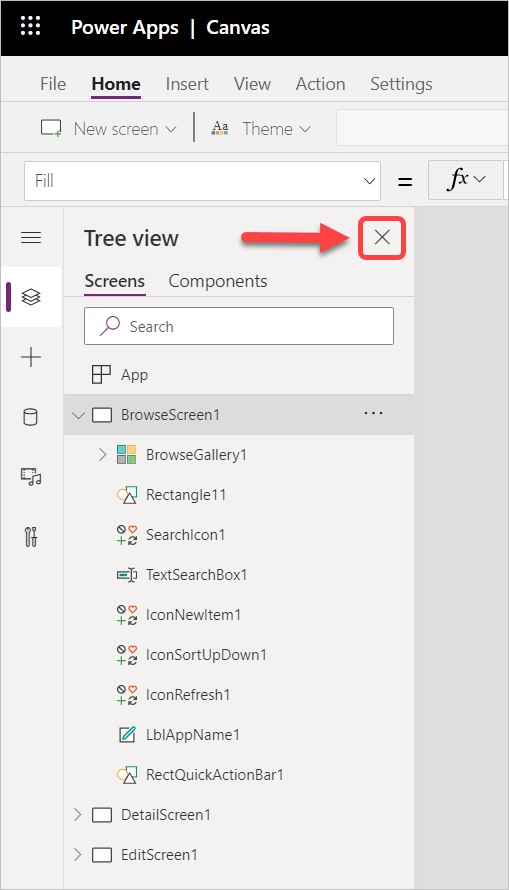 Power Apps | Canvas
File Home Insert View Action Settings
New screen Aa Theme
Fill = fx
Tree view
Screens Components
Search
App
BrowseScreen1 ...
BrowseGallery1
Rectangle11
SearchIcon1
TextSearchBox1
IconNewItem1
IconSortUpDown1
IconRefresh1
LblAppName1
RectQuickActionBar1
DetailScreen1
EditScreen1